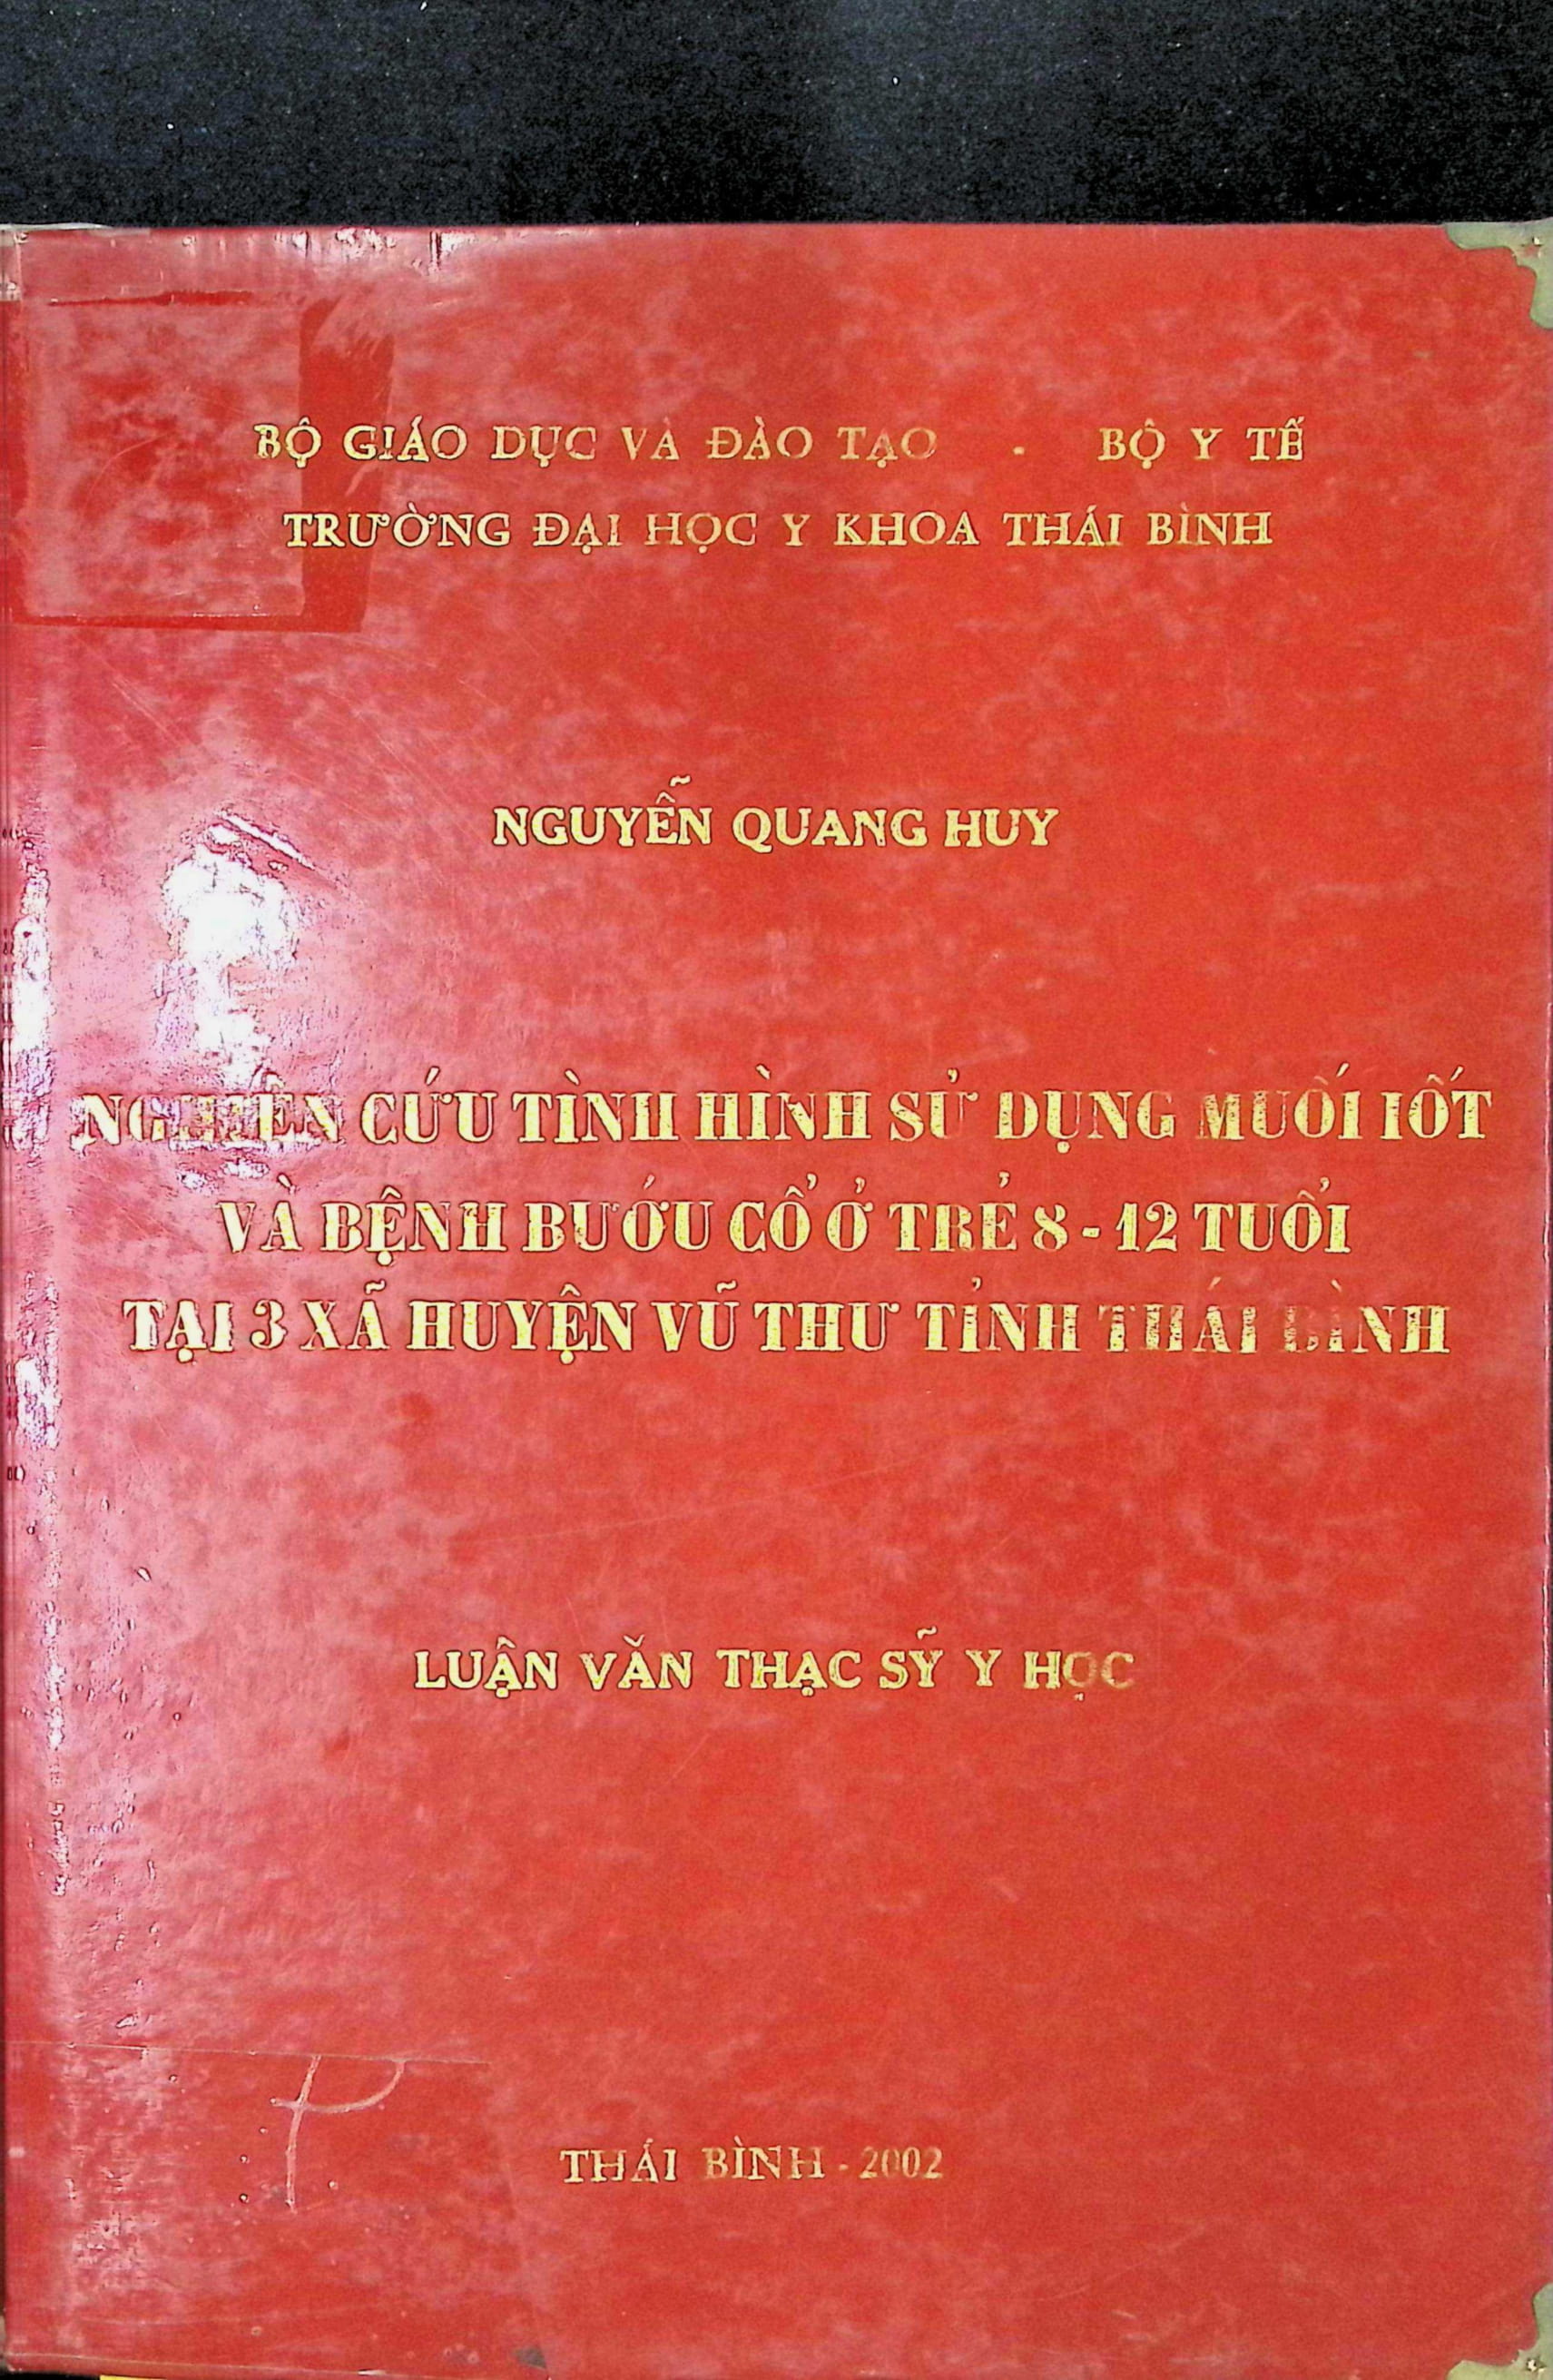 BỘ GIÁO DỤC VÀ ĐÀO TẠO - BỘ Y TẾ
TRƯỜNG ĐẠI HỌC Y KHOA THÁI BÌNH
NGUYỄN QUANG HUY
NGHIÊN CỨU TÌNH HÌNH SỬ DỤNG MUỐI IỐT
VÀ BỆNH BƯỚU CỔ Ở TRẺ 8 - 12 TUỔI
TẠI 3 XÃ HUYỆN VŨ THƯ TỈNH THÁI BÌNH
LUẬN VĂN THẠC SỸ Y HỌC
THÁI BÌNH - 2002